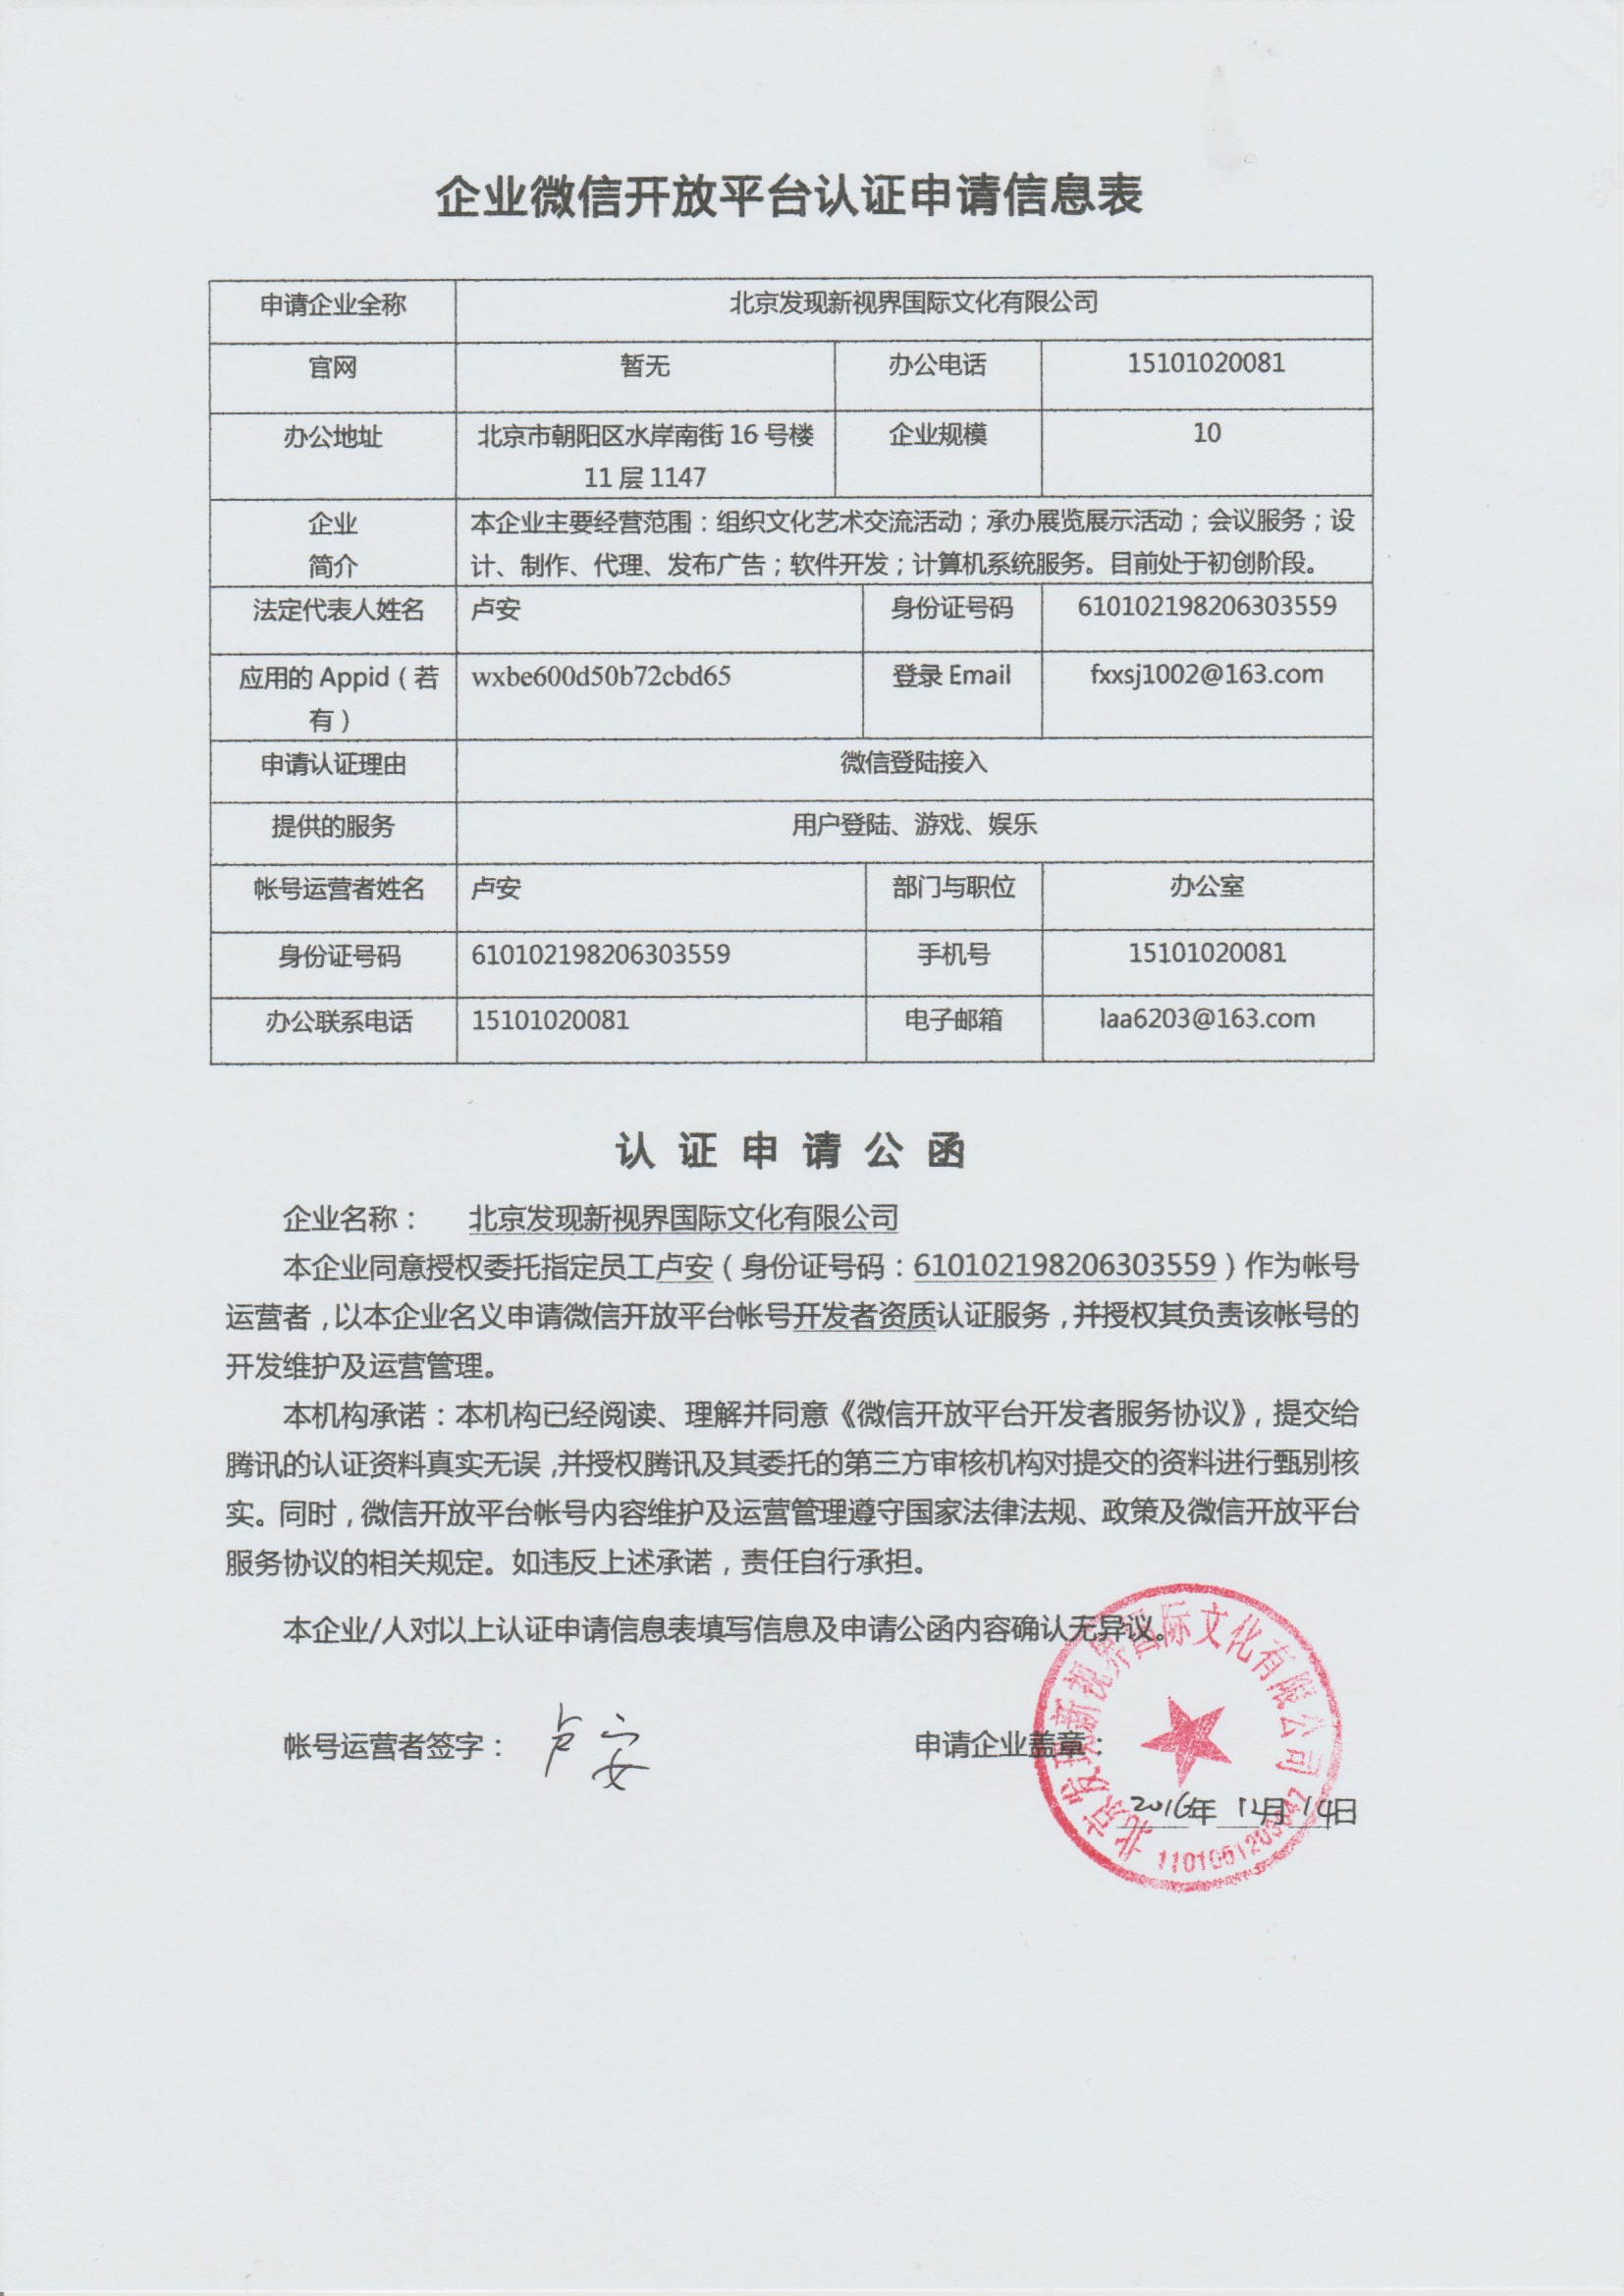 企业微信开放平台认证申请信息表
申请企业全称 北京发现新视界国际文化有限公司
官网 暂无 办公电话 15101020081
办公地址 北京市朝阳区水岸南街 16 号楼 企业规模 10
11 层 1147
企业 本企业主要经营范围：组织文化艺术交流活动；承办展览展示活动；会议服务；设
简介 计、制作、代理、发布广告；软件开发；计算机系统服务。目前处于初创阶段。
法定代表人姓名 卢安 身份证号码 610102198206303559
应用的 Appid（若 wxbe600d50b72cbd65 登录 Email fxxsj1002@163.com
有）
申请认证理由 微信登陆接入
提供的服务 用户登陆、游戏、娱乐
帐号运营者姓名 卢安 部门与职位 办公室
身份证号码 610102198206303559 手机号 15101020081
办公联系电话 15101020081 电子邮箱 laa6203@163.com
认 证 申 请 公 函
企业名称： 北京发现新视界国际文化有限公司
本企业同意授权委托指定员工卢安（身份证号码：610102198206303559）作为帐号
运营者，以本企业名义申请微信开放平台帐号开发者资质认证服务，并授权其负责该帐号的
开发维护及运营管理。
本机构承诺：本机构已经阅读、理解并同意《微信开放平台开发者服务协议》，提交给
腾讯的认证资料真实无误，并授权腾讯及其委托的第三方审核机构对提交的资料进行甄别核
实。同时，微信开放平台帐号内容维护及运营管理遵守国家法律法规、政策及微信开放平台
服务协议的相关规定。如违反上述承诺，责任自行承担。
本企业/人对以上认证申请信息表填写信息及申请公函内容确认无异议。
帐号运营者签字： 卢安 申请企业盖章：
2016年 12月 14日
北京发现新视界国际文化有限公司